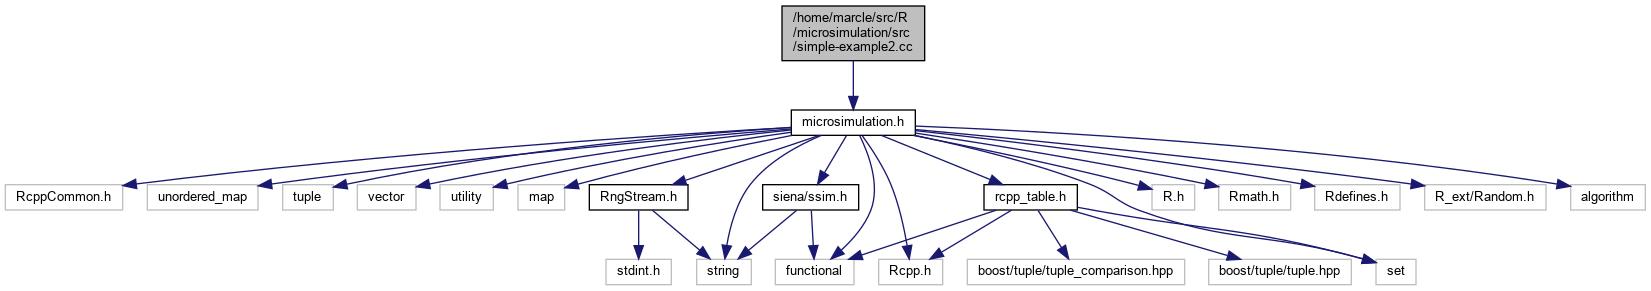 /home/marcle/src/R
/microsimulation/src
/simple-example2.cc
microsimulation.h
RcppCommon.h
unordered_map
tuple
vector
utility
map
RngStream.h
siena/ssim.h
rcpp_table.h
R.h
Rmath.h
Rdefines.h
R_ext/Random.h
algorithm
stdint.h
string
functional
Rcpp.h
boost/tuple/tuple_comparison.hpp
boost/tuple/tuple.hpp
set